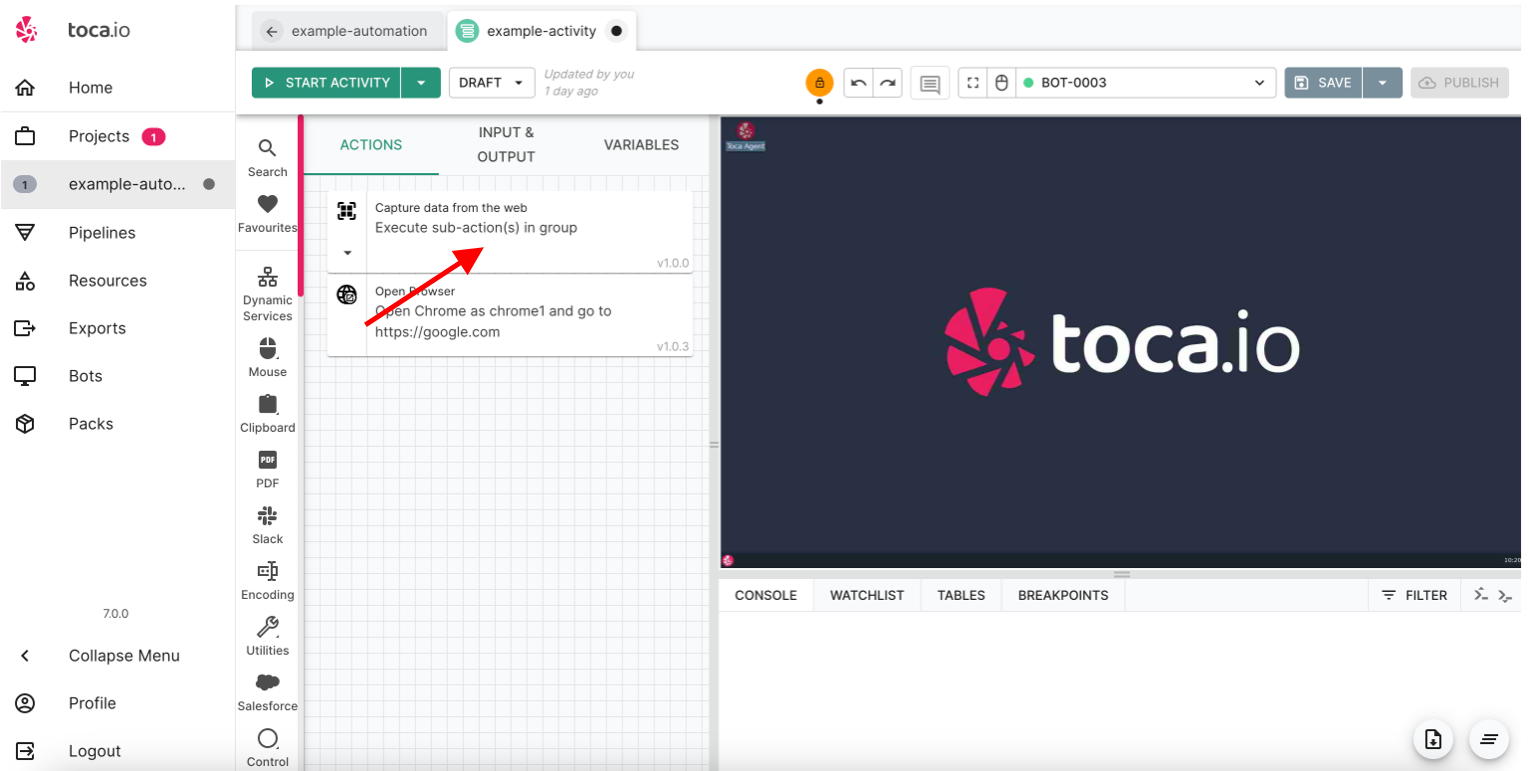 toca.io
example-automation
example-activity
Home
Projects 1
1 example-auto...
Pipelines
Resources
Exports
Bots
Packs
7.0.0
Collapse Menu
Profile
Logout
START ACTIVITY
DRAFT
Updated by you
1 day ago
BOT-0003
SAVE
PUBLISH
Search
Favourites
Dynamic
Services
Mouse
Clipboard
PDF
PDF
Slack
Encoding
Utilities
Salesforce
Control
ACTIONS
INPUT &
OUTPUT
VARIABLES
Capture data from the web
Execute sub-action(s) in group
v1.0.0
Open Browser
Open Chrome as chrome1 and go to
https://google.com
v1.0.3
Toca Agent
toca.io
10:20
CONSOLE
WATCHLIST
TABLES
BREAKPOINTS
FILTER